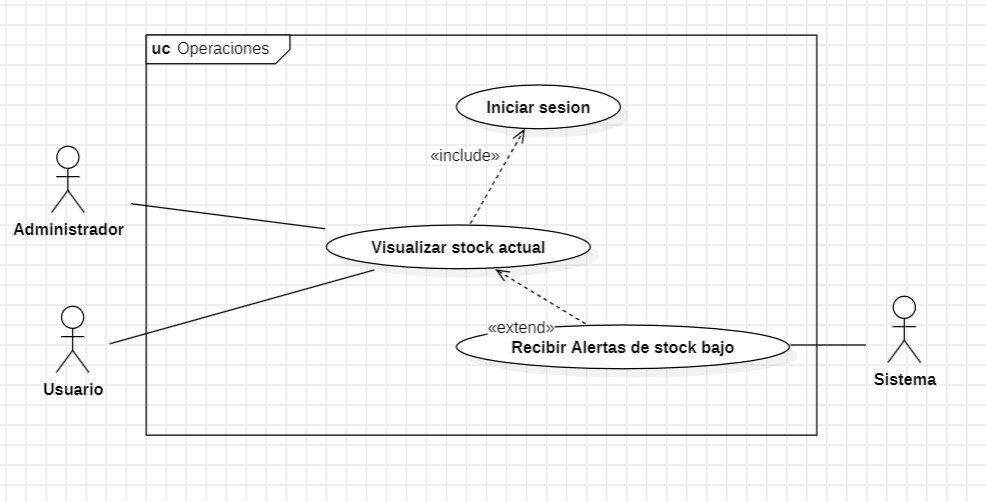 uc Operaciones
Iniciar sesion
«include»
Administrador
Visualizar stock actual
«extend»
Recibir Alertas de stock bajo
Usuario
Sistema